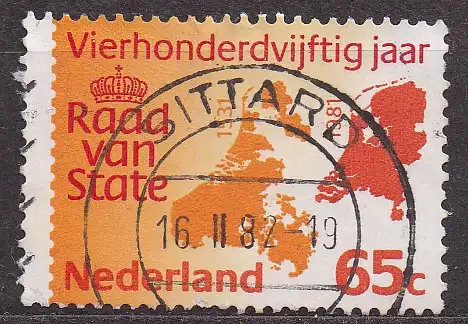 Vierhonderdvijftig jaar
Raad
van
State
1531
1981
SITTARD
16. II 82-19
Nederland
65c